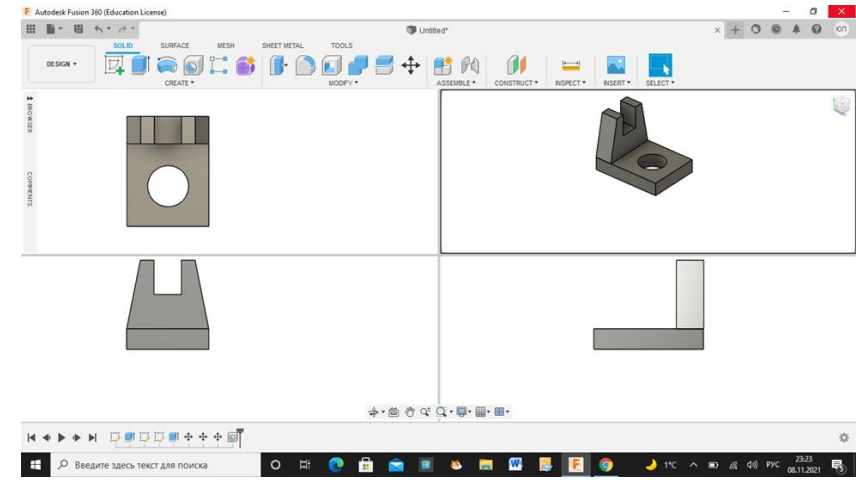 Autodesk Fusion 360 (Education License)
Untitled*
ЮП
SOLID SURFACE MESH SHEET METAL TOOLS
DESIGN
CREATE MODIFY ASSEMBLE CONSTRUCT INSPECT INSERT SELECT
BROWSER
COMMENTS
Введите здесь текст для поиска
1°C
РУС
23:23
08.11.2021